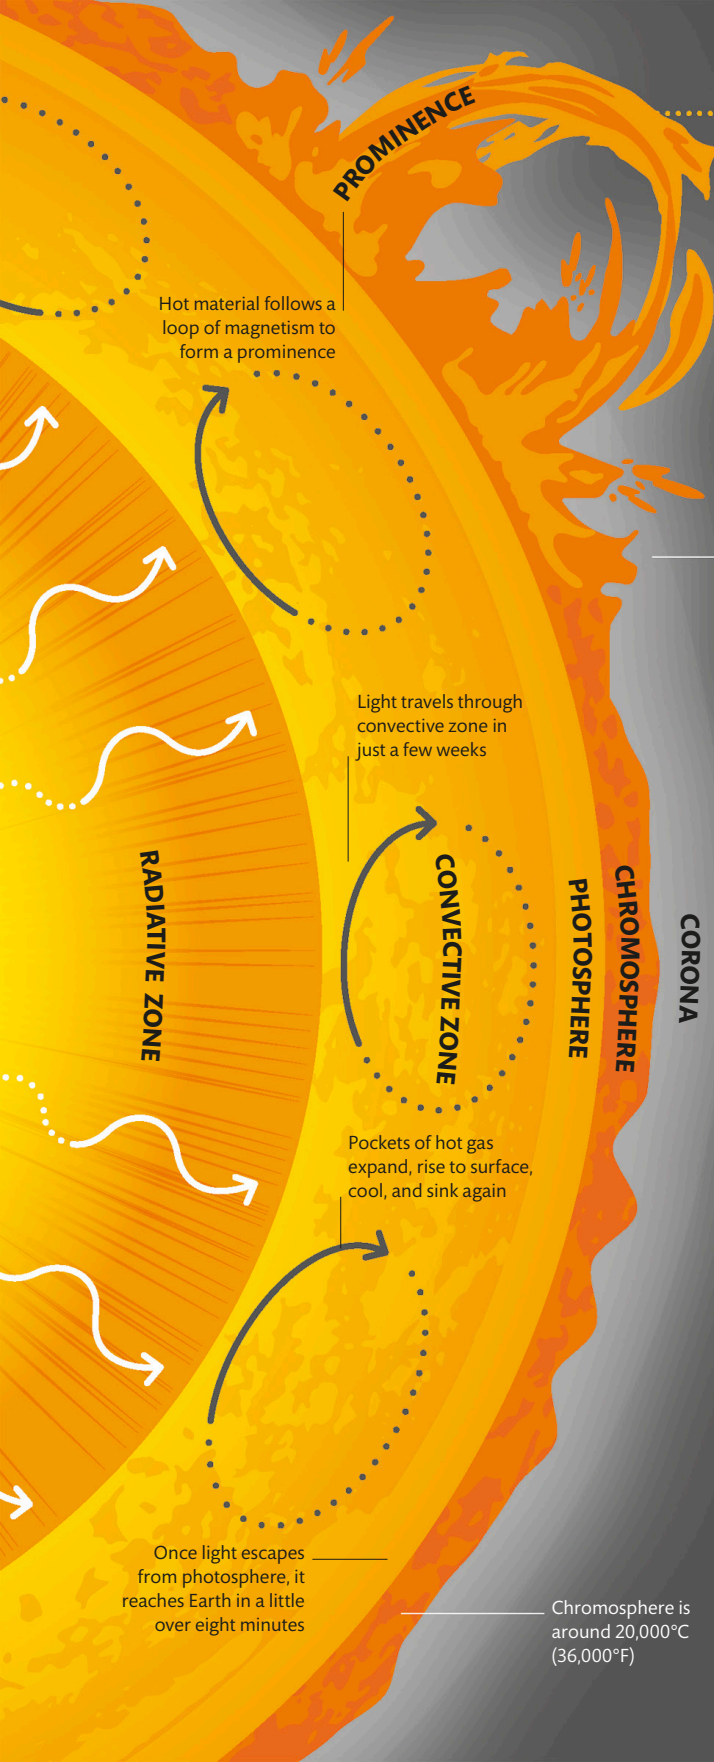 PROMINENCE
Hot material follows a
loop of magnetism to
form a prominence
Light travels through
convective zone in
just a few weeks
RADIATIVE ZONE
CONVECTIVE ZONE
PHOTOSPHERE
CHROMOSPHERE
CORONA
Pockets of hot gas
expand, rise to surface,
cool, and sink again
Once light escapes
from photosphere, it
reaches Earth in a little
over eight minutes
Chromosphere is
around 20,000°C
(36,000°F)